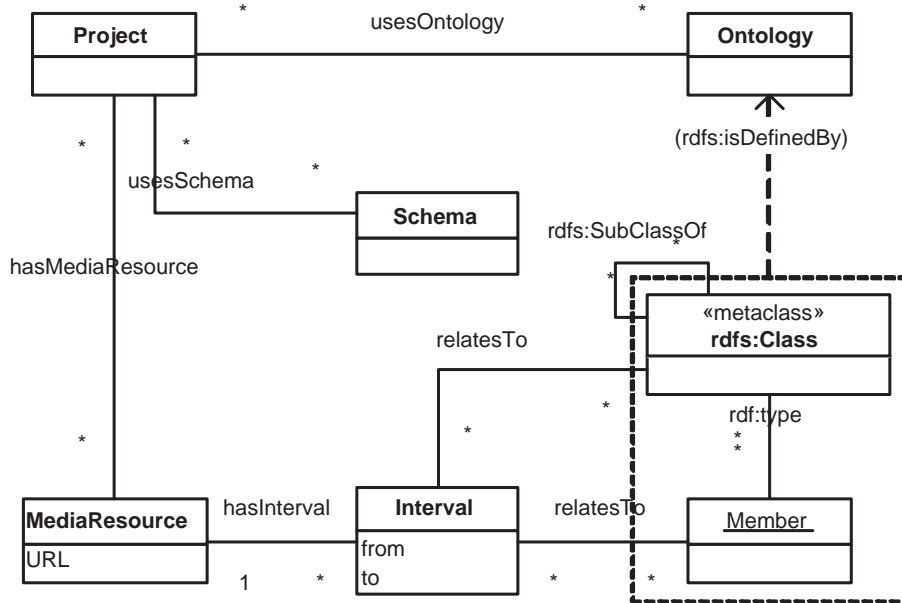 * usesOntology *
Project
Ontology
(rdfs:isDefinedBy)
* *
usesSchema *
Schema
rdfs:SubClassOf
*
*
hasMediaResource
«metaclass»
rdfs:Class
relatesTo
rdf:type
* *
*
*
*
MediaResource
URL
hasInterval
Interval
from
to
relatesTo
Member
1 * * *